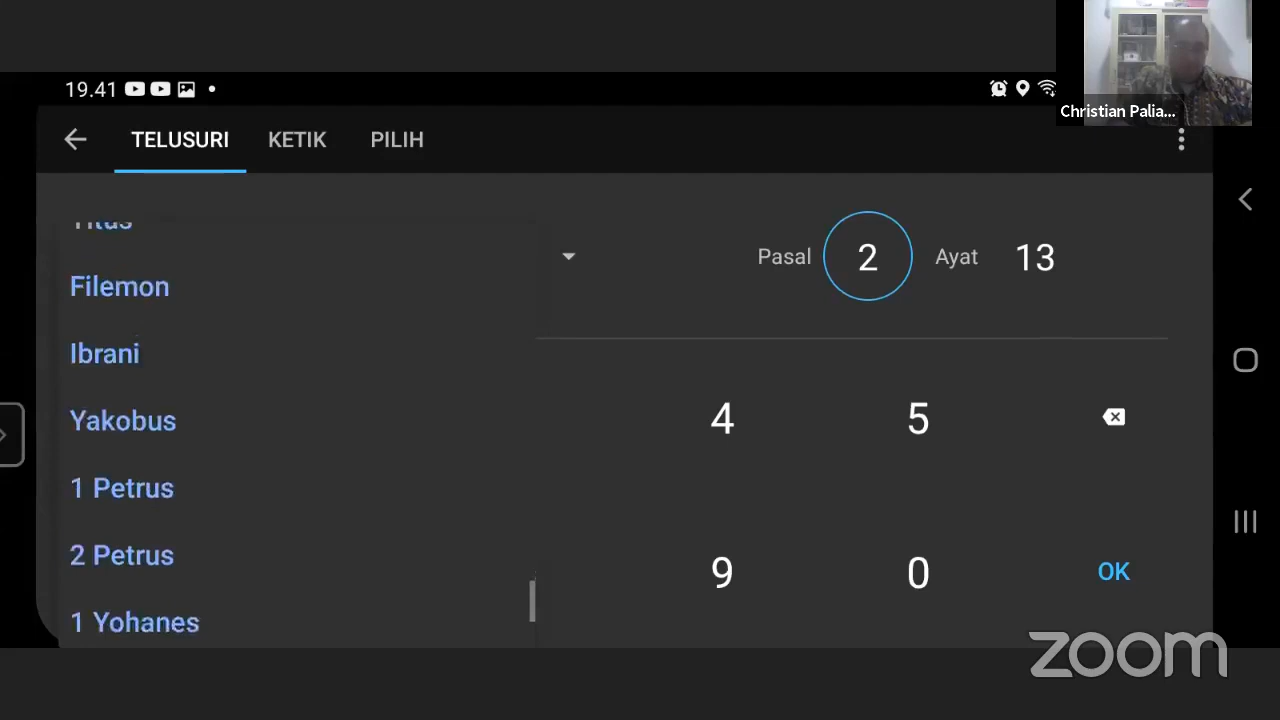 19.41
Christian Palia...
TELUSURI KETIK PILIH
Titus
Filemon
Ibrani
Yakobus
1 Petrus
2 Petrus
1 Yohanes
Pasal 2 Ayat 13
4 5
9 0 OK
zoom